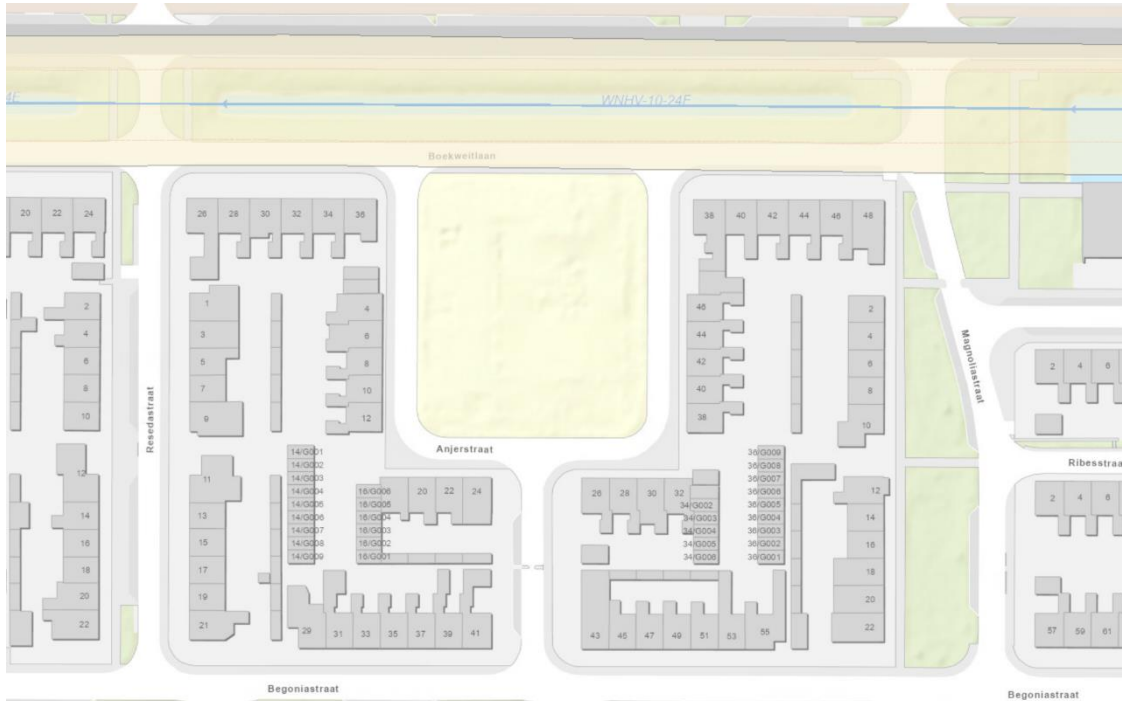 4E
WNHV-10-24F
Boekweitlaan
20 22 24
26 28 30 32 34 36
38 40 42 44 46 48
2
4
6
8
10
12
14
16
18
20
22
Resedastraat
1
3
5
7
9
11
13
15
17
19
21
4
6
8
10
12
14/G001
14/G002
14/G003
14/G004
14/G005
14/G006
14/G007
14/G008
14/G009
16/G006
16/G005
16/G004
16/G003
16/G002
16/G001
20 22 24
29 31 33 35 37 39 41
Anjerstraat
46
44
42
40
38
26 28 30 32
34/G002
34/G003
34/G004
34/G005
34/G006
36/G009
36/G008
36/G007
36/G006
36/G005
36/G004
36/G003
36/G002
36/G001
43 45 47 49 51 53 55
2
4
6
8
10
12
14
16
18
20
22
Magnoliastraat
2 4 6
Ribesstraat
2 4 6
57 59 61
Begoniastraat
Begoniastraat